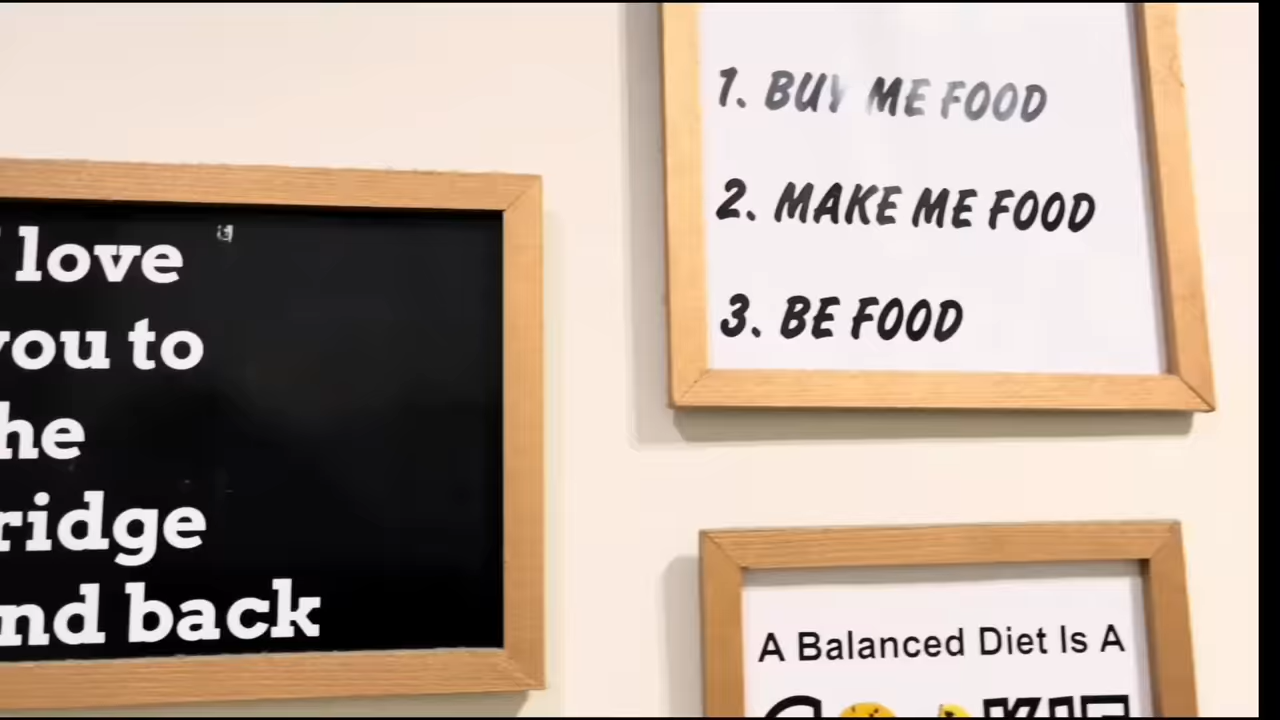 love
you to
he
ridge
nd back
1. BUY ME FOOD
2. MAKE ME FOOD
3. BE FOOD
A Balanced Diet Is A